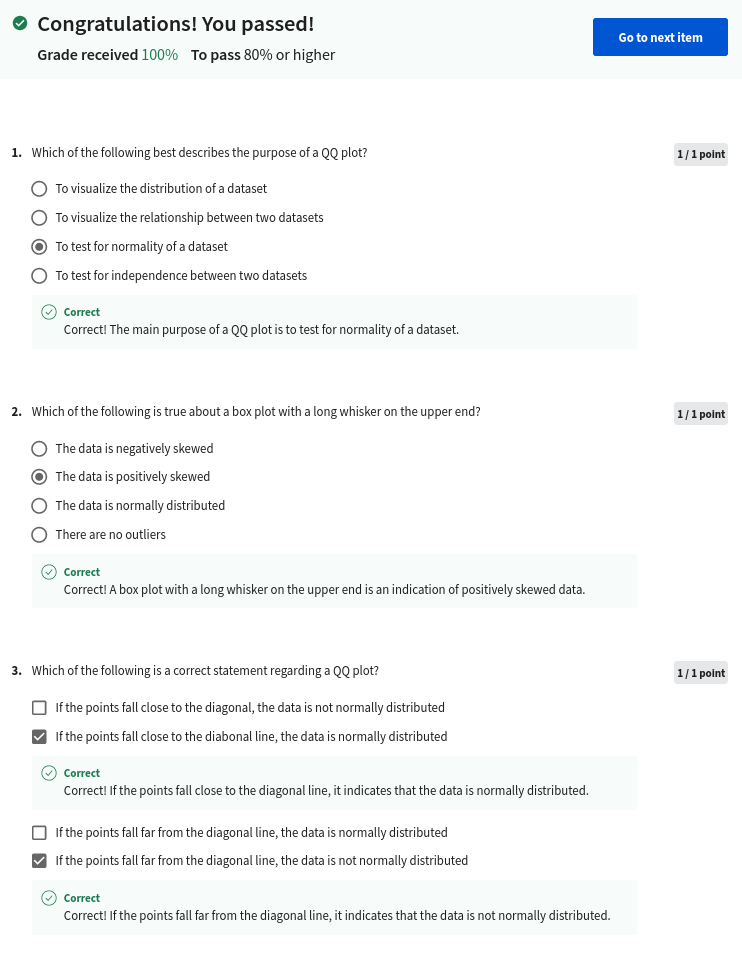 Congratulations! You passed!
Grade received 100% To pass 80% or higher
Go to next item
1. Which of the following best describes the purpose of a QQ plot?
1 / 1 point
To visualize the distribution of a dataset
To visualize the relationship between two datasets
To test for normality of a dataset
To test for independence between two datasets
Correct
Correct! The main purpose of a QQ plot is to test for normality of a dataset.
2. Which of the following is true about a box plot with a long whisker on the upper end?
1 / 1 point
The data is negatively skewed
The data is positively skewed
The data is normally distributed
There are no outliers
Correct
Correct! A box plot with a long whisker on the upper end is an indication of positively skewed data.
3. Which of the following is a correct statement regarding a QQ plot?
1 / 1 point
If the points fall close to the diagonal, the data is not normally distributed
If the points fall close to the diabonal line, the data is normally distributed
Correct
Correct! If the points fall close to the diagonal line, it indicates that the data is normally distributed.
If the points fall far from the diagonal line, the data is normally distributed
If the points fall far from the diagonal line, the data is not normally distributed
Correct
Correct! If the points fall far from the diagonal line, it indicates that the data is not normally distributed.